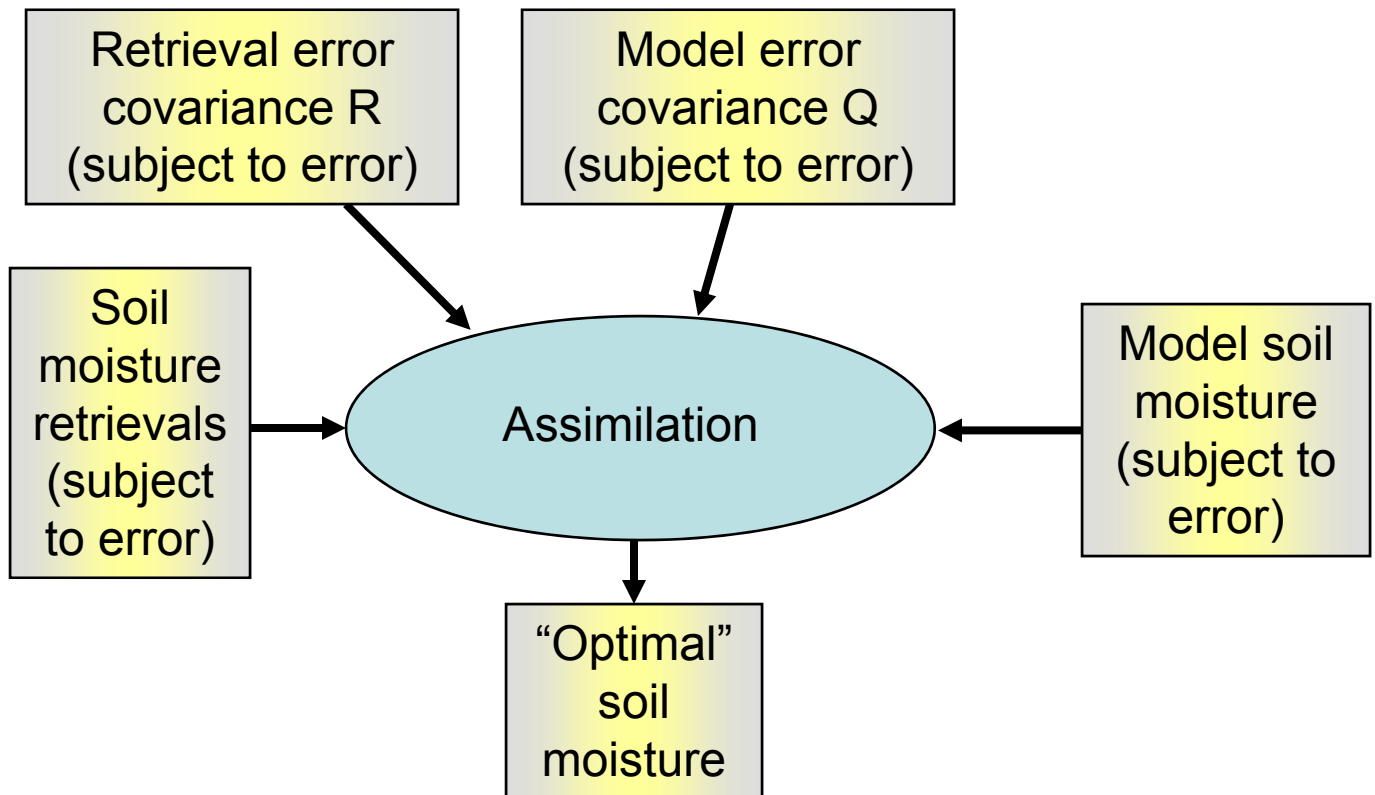 Retrieval error
covariance R
(subject to error)
Model error
covariance Q
(subject to error)
Soil
moisture
retrievals
(subject
to error)
Assimilation
Model soil
moisture
(subject to
error)
“Optimal”
soil
moisture